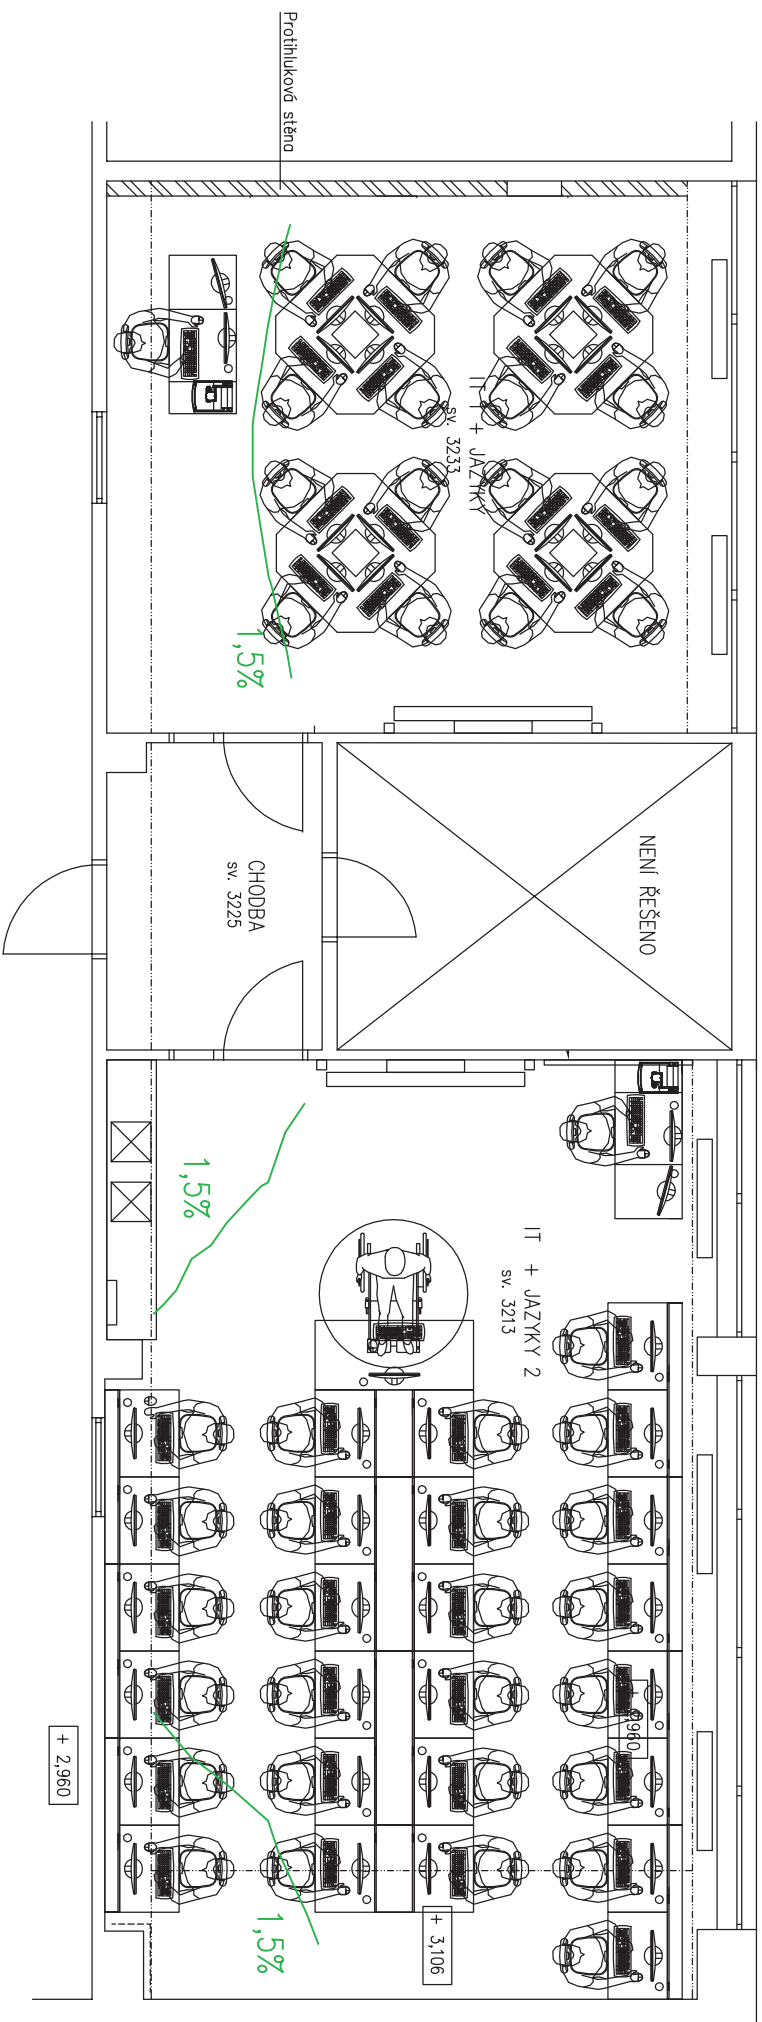 Protihluková stěna
IT 1 + JAZYKY
sv. 3233
1,5%
NENÍ ŘEŠENO
CHODBA
sv. 3225
1,5%
IT + JAZYKY 2
sv. 3213
+ 2,960
+ 2,960
+ 3,106
1,5%